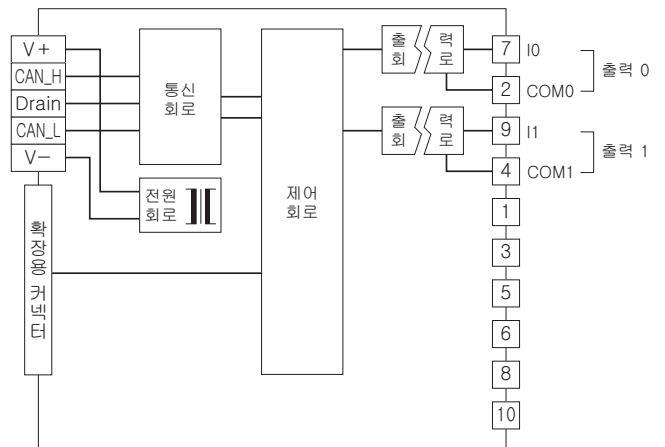 V+
CAN_H
Drain
CAN_L
V−
확장용 커넥터
통신
회로
전원
회로
제어
회로
출 력
회 로
7 I0
2 COM0
출력 0
출 력
회 로
9 I1
4 COM1
출력 1
1
3
5
6
8
10